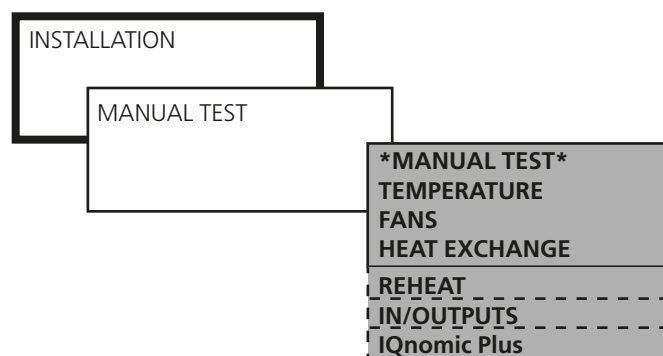 INSTALLATION
MANUAL TEST
*MANUAL TEST*
TEMPERATURE
FANS
HEAT EXCHANGE
REHEAT
IN/OUTPUTS
IQnomic Plus